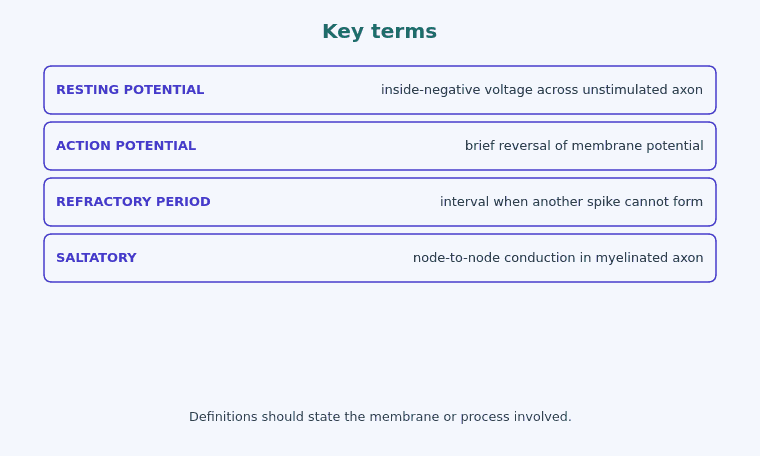 Key terms
RESTING POTENTIAL inside-negative voltage across unstimulated axon
ACTION POTENTIAL brief reversal of membrane potential
REFRACTORY PERIOD interval when another spike cannot form
SALTATORY node-to-node conduction in myelinated axon
Definitions should state the membrane or process involved.